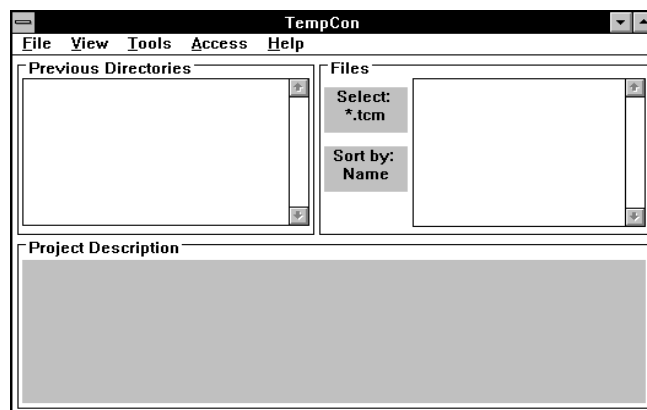 TempCon
File View Tools Access Help
Previous Directories
Files
Select:
*.tcm
Sort by:
Name
Project Description